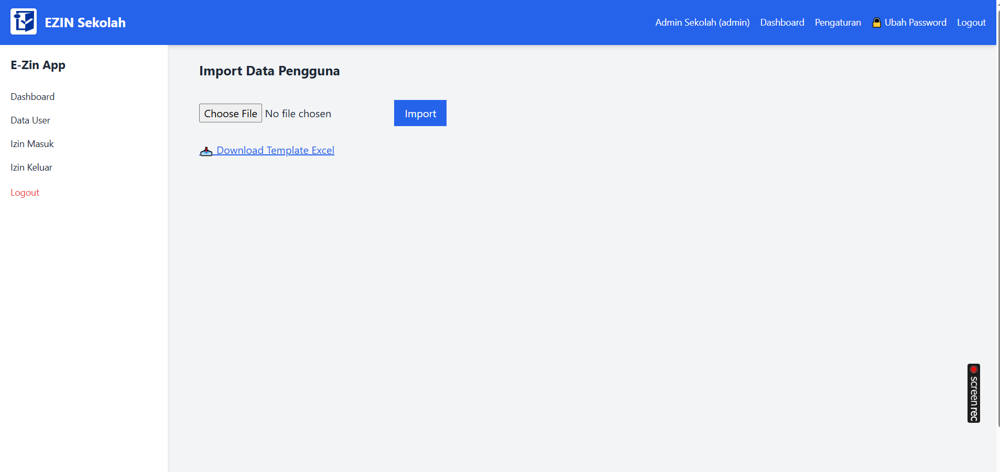 EZIN Sekolah
Admin Sekolah (admin) Dashboard Pengaturan Ubah Password Logout
E-Zin App
Dashboard
Data User
Izin Masuk
Izin Keluar
Logout
Import Data Pengguna
Choose File No file chosen Import
Download Template Excel
screenrec